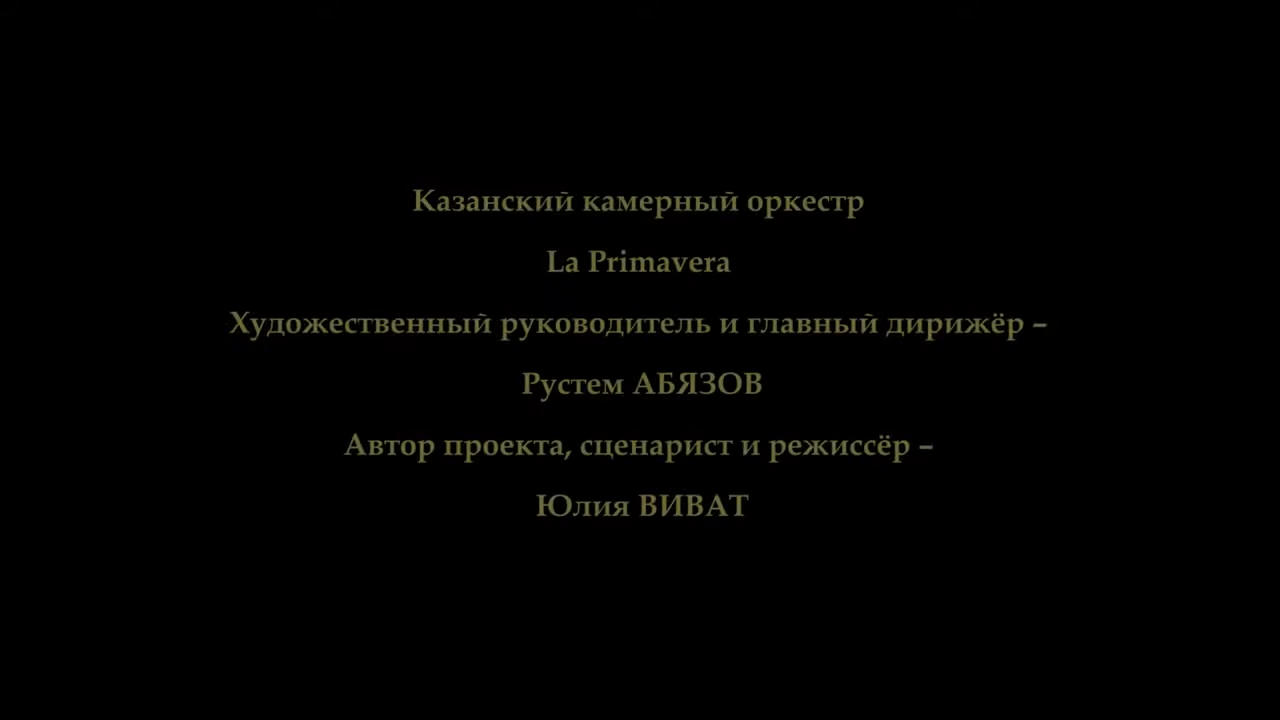 Казанский камерный оркестр
La Primavera
Художественный руководитель и главный дирижёр –
Рустем АБЯЗОВ
Автор проекта, сценарист и режиссёр –
Юлия ВИВАТ